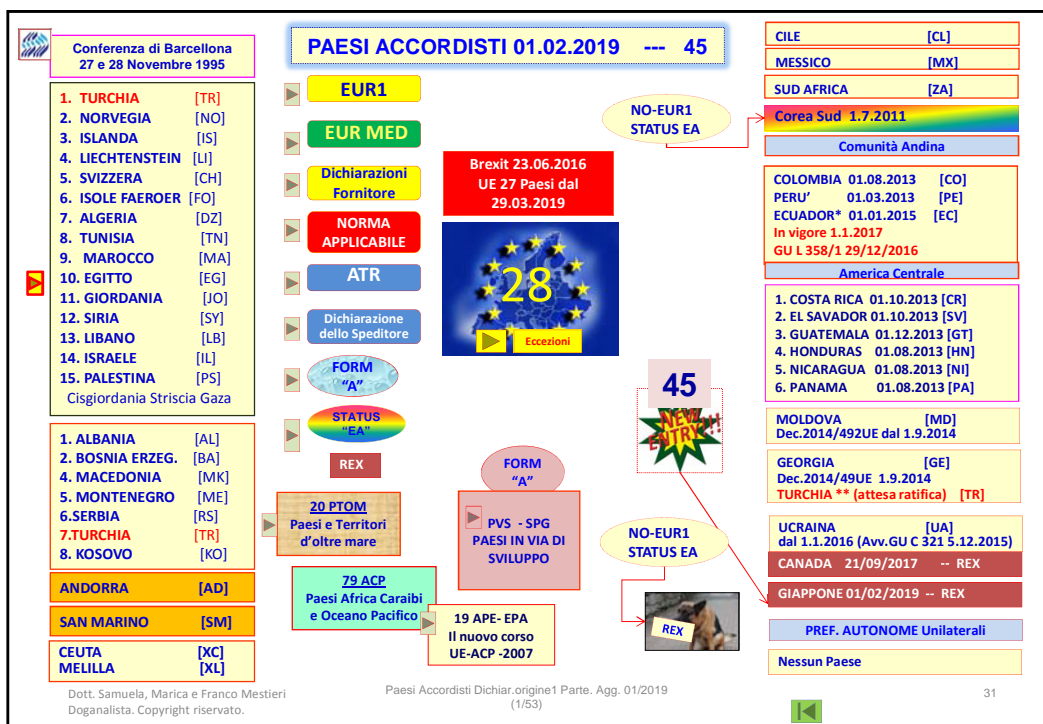 Conferenza di Barcellona
27 e 28 Novembre 1995
PAESI ACCORDISTI 01.02.2019 --- 45
1. TURCHIA [TR]
2. NORVEGIA [NO]
3. ISLANDA [IS]
4. LIECHTENSTEIN [LI]
5. SVIZZERA [CH]
6. ISOLE FAEROER [FO]
7. ALGERIA [DZ]
8. TUNISIA [TN]
9. MAROCCO [MA]
10. EGITTO [EG]
11. GIORDANIA [JO]
12. SIRIA [SY]
13. LIBANO [LB]
14. ISRAELE [IL]
15. PALESTINA [PS]
Cisgiordania Striscia Gaza
1. ALBANIA [AL]
2. BOSNIA ERZEG. [BA]
4. MACEDONIA [MK]
5. MONTENEGRO [ME]
6.SERBIA [RS]
7.TURCHIA [TR]
8. KOSOVO [KO]
ANDORRA [AD]
SAN MARINO [SM]
CEUTA [XC]
MELILLA [XL]
EUR1
EUR MED
Dichiarazioni
Fornitore
NORMA
APPLICABILE
ATR
Dichiarazione
dello Speditore
FORM
“A”
STATUS
“EA”
REX
20 PTOM
Paesi e Territori
d’oltre mare
79 ACP
Paesi Africa Caraibi
e Oceano Pacifico
19 APE- EPA
Il nuovo corso
UE-ACP -2007
Brexit 23.06.2016
UE 27 Paesi dal
29.03.2019
28
Eccezioni
FORM
“A”
PVS - SPG
PAESI IN VIA DI
SVILUPPO
NO-EUR1
STATUS EA
45
NEW
ENTRY!!!
NO-EUR1
STATUS EA
REX
CILE [CL]
MESSICO [MX]
SUD AFRICA [ZA]
Corea Sud 1.7.2011
Comunità Andina
COLOMBIA 01.08.2013 [CO]
PERU’ 01.03.2013 [PE]
ECUADOR* 01.01.2015 [EC]
In vigore 1.1.2017
GU L 358/1 29/12/2016
America Centrale
1. COSTA RICA 01.10.2013 [CR]
2. EL SAVADOR 01.10.2013 [SV]
3. GUATEMALA 01.12.2013 [GT]
4. HONDURAS 01.08.2013 [HN]
5. NICARAGUA 01.08.2013 [NI]
6. PANAMA 01.08.2013 [PA]
MOLDOVA [MD]
Dec.2014/492UE dal 1.9.2014
GEORGIA [GE]
Dec.2014/49UE 1.9.2014
TURCHIA ** (attesa ratifica) [TR]
UCRAINA [UA]
dal 1.1.2016 (Avv.GU C 321 5.12.2015)
CANADA 21/09/2017 -- REX
GIAPPONE 01/02/2019 -- REX
PREF. AUTONOME Unilaterali
Nessun Paese
Dott. Samuela, Marica e Franco Mestieri
Doganalista. Copyright riservato.
Paesi Accordisti Dichiar.origine1 Parte. Agg. 01/2019
(1/53)
31